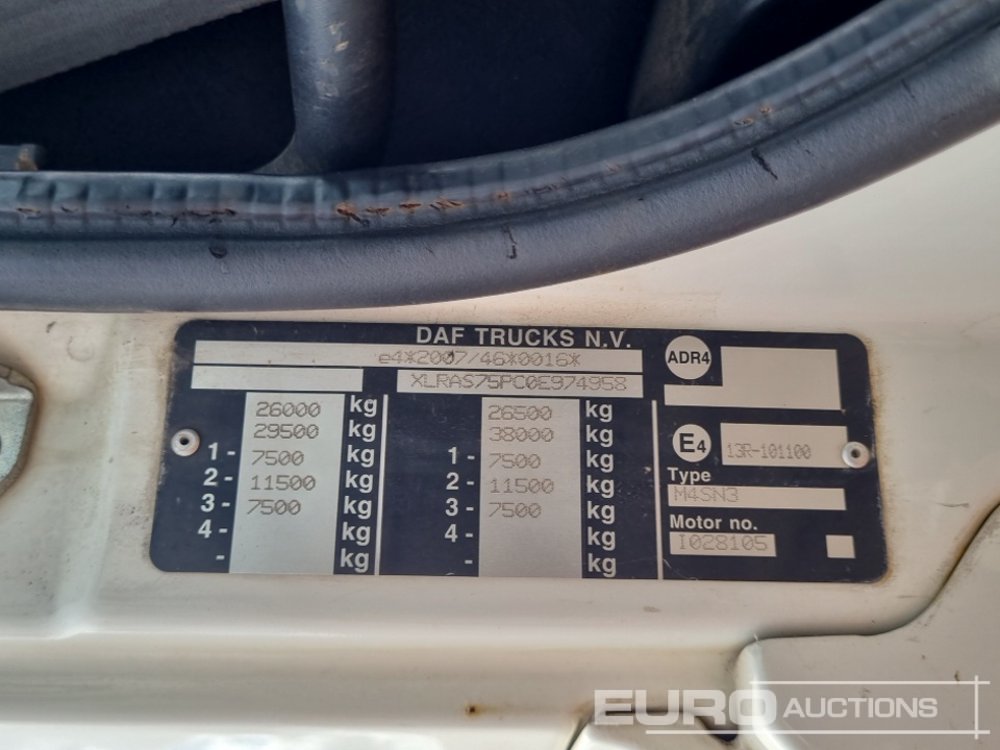 DAF TRUCKS N.V.
e4*2007/46*0016*
XLRAS75PC0E974958
26000 kg
29500 kg
1- 7500 kg
2- 11500 kg
3- 7500 kg
4- kg
- kg
26500 kg
38000 kg
1- 7500 kg
2- 11500 kg
3- 7500 kg
4- kg
- kg
ADR4
E4 13R-101100
Type
M4SN3
Motor no.
I028105
EURO AUCTIONS